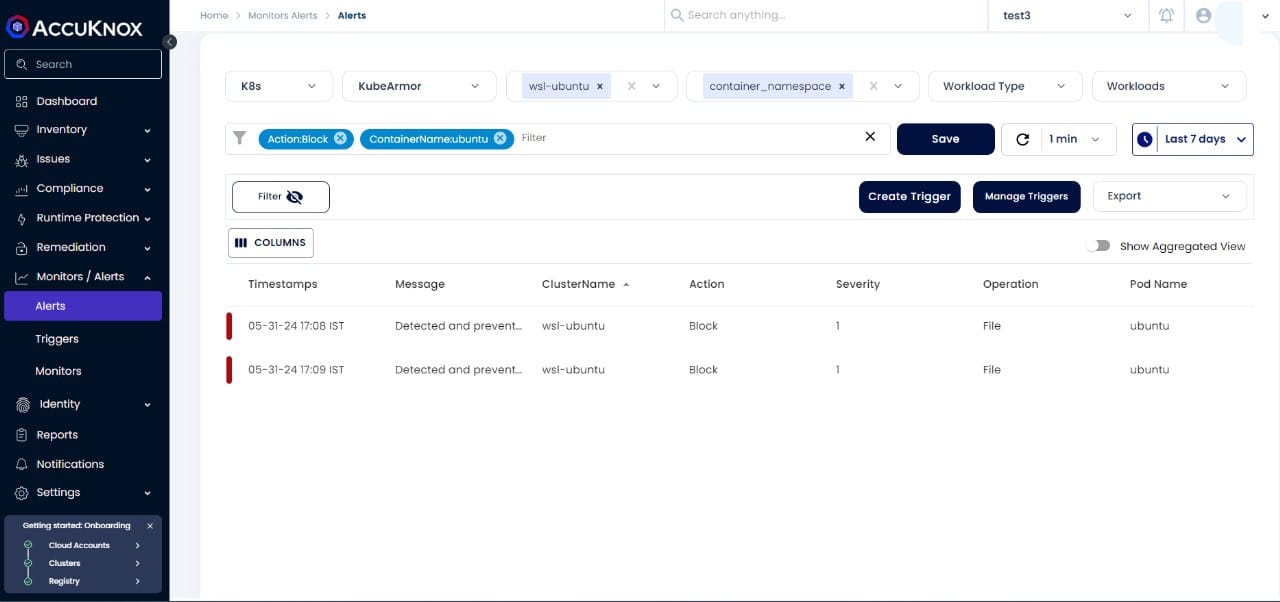 ACCUKNOX
Search
Dashboard
Inventory
Issues
Compliance
Runtime Protection
Remediation
Monitors / Alerts
Alerts
Triggers
Monitors
Identity
Reports
Notifications
Settings
Getting started: Onboarding
Cloud Accounts
Clusters
Registry
Home > Monitors Alerts > Alerts
Search anything...
test3
K8s
KubeArmor
wsl-ubuntu
container_namespace
Workload Type
Workloads
Action:Block
ContainerName:ubuntu
Filter
Save
1 min
Last 7 days
Filter
Create Trigger
Manage Triggers
Export
COLUMNS
Show Aggregated View
Timestamps Message ClusterName Action Severity Operation Pod Name
05-31-24 17:08 IST Detected and prevent... wsl-ubuntu Block 1 File ubuntu
05-31-24 17:09 IST Detected and prevent... wsl-ubuntu Block 1 File ubuntu